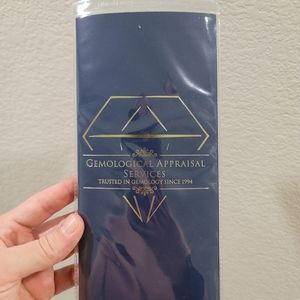 GEMOLOGICAL APPRAISAL
SERVICES
TRUSTED IN GEMOLOGY SINCE 1994